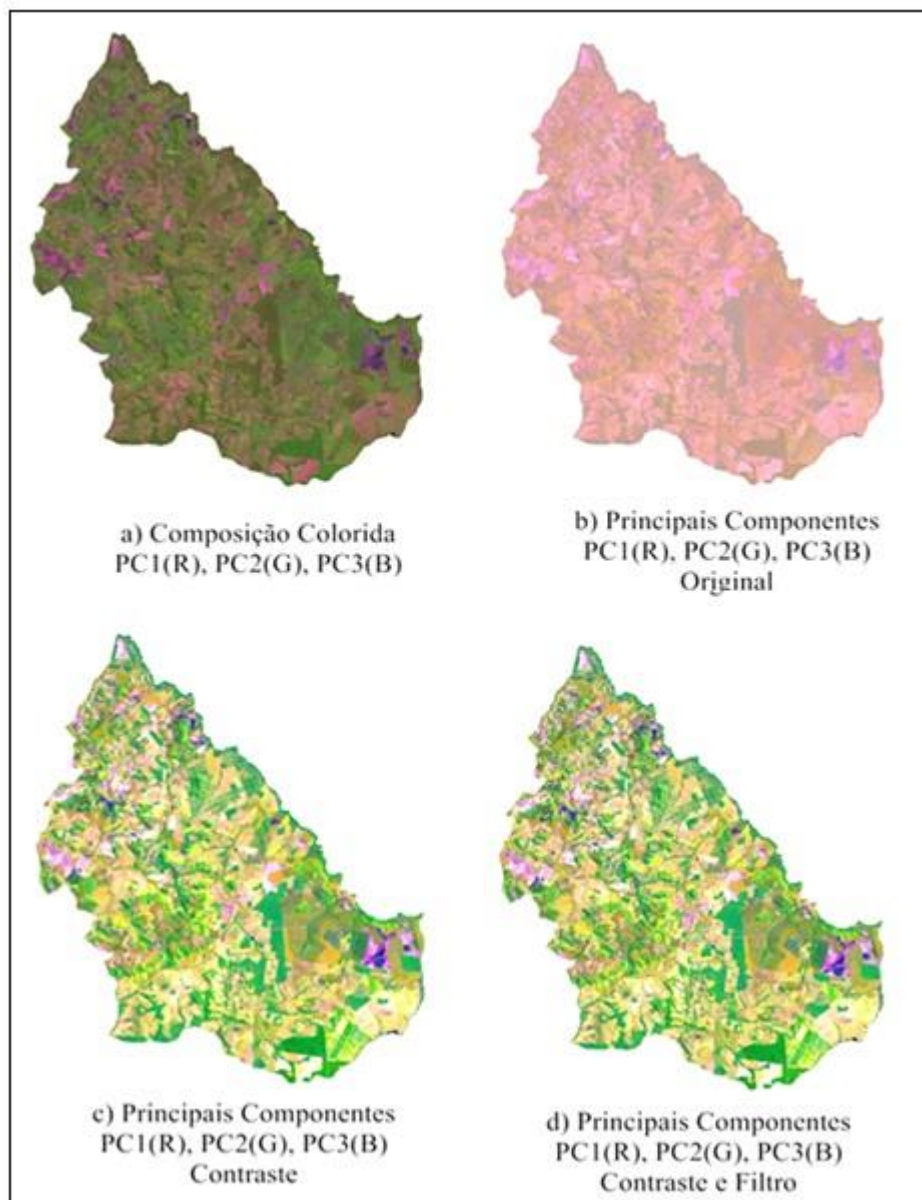 a) Composição Colorida
PC1(R), PC2(G), PC3(B)
b) Principais Componentes
PC1(R), PC2(G), PC3(B)
Original
c) Principais Componentes
PC1(R), PC2(G), PC3(B)
Contraste
d) Principais Componentes
PC1(R), PC2(G), PC3(B)
Contraste e Filtro